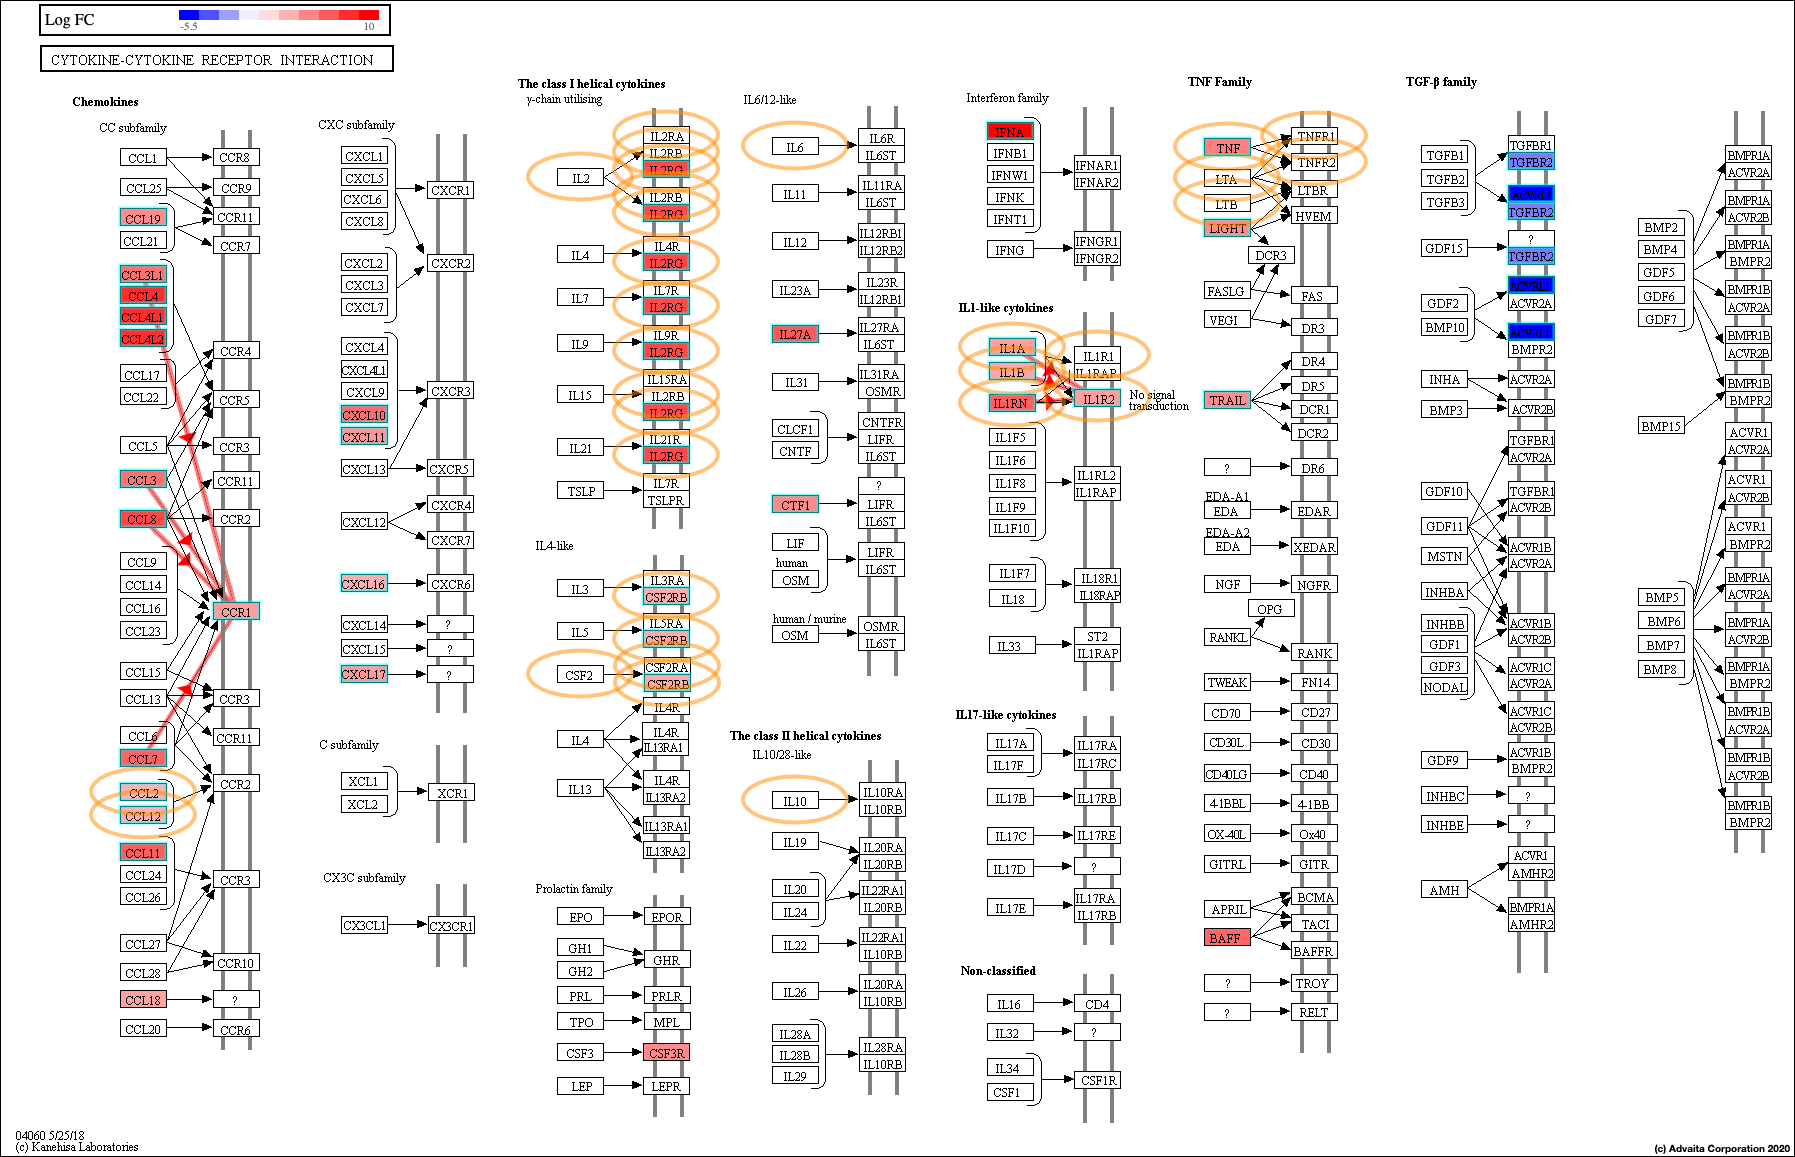 Log FC
-5.5 10
CYTOKINE-CYTOKINE RECEPTOR INTERACTION
Chemokines
CC subfamily
CCL1
CCL25
CCL19
CCL21
CCL3L1
CCL4
CCL4L1
CCL4L2
CCL17
CCL22
CCL5
CCL3
CCL8
CCL9
CCL14
CCL16
CCL23
CCL15
CCL13
CCL6
CCL7
CCL2
CCL12
CCL11
CCL24
CCL26
CCL27
CCL28
CCL18
CCL20
CCR8
CCR9
CCR11
CCR7
CCR4
CCR5
CCR3
CCR11
CCR2
CCR1
CCR3
CCR11
CCR2
CCR3
CCR10
?
CCR6
CXC subfamily
CXCL1
CXCL5
CXCL6
CXCL8
CXCL2
CXCL3
CXCL7
CXCL4
CXCL4L1
CXCL9
CXCL10
CXCL11
CXCL13
CXCL12
CXCL16
CXCL14
CXCL15
CXCL17
CXCR1
CXCR2
CXCR3
CXCR5
CXCR4
CXCR7
CXCR6
?
?
?
C subfamily
XCL1
XCL2
XCR1
CX3C subfamily
CX3CL1
CX3CR1
The class I helical cytokines
γ-chain utilising
IL2
IL4
IL7
IL9
IL15
IL21
TSLP
IL2RA
IL2RB
IL2RG
IL2RB
IL2RG
IL4R
IL2RG
IL7R
IL2RG
IL9R
IL2RG
IL15RA
IL2RB
IL2RG
IL21R
IL2RG
IL7R
TSLPR
IL4-like
IL3
IL5
CSF2
IL4
IL13
IL3RA
CSF2RB
IL5RA
CSF2RB
CSF2RA
CSF2RB
IL4R
IL4R
IL13RA1
IL4R
IL13RA2
IL13RA1
IL13RA2
Prolactin family
EPO
GH1
GH2
PRL
TPO
CSF3
LEP
EPOR
GHR
PRLR
MPL
CSF3R
LEPR
IL6/12-like
IL6
IL11
IL12
IL23A
IL27A
IL31
CLCF1
CNTF
CTF1
LIF
human
OSM
human / murine
OSM
IL6R
IL6ST
IL11RA
IL6ST
IL12RB1
IL12RB2
IL23R
IL12RB1
IL27RA
IL6ST
IL31RA
OSMR
CNTFR
LIFR
IL6ST
?
LIFR
IL6ST
LIFR
IL6ST
OSMR
IL6ST
The class II helical cytokines
IL10/28-like
IL10
IL19
IL20
IL24
IL22
IL26
IL28A
IL28B
IL29
IL10RA
IL10RB
IL20RA
IL20RB
IL22RA1
IL20RB
IL22RA1
IL10RB
IL20RA
IL10RB
IL28RA
IL10RB
Interferon family
IFNA
IFNB1
IFNW1
IFNK
IFNT1
IFNG
IFNAR1
IFNAR2
IFNGR1
IFNGR2
IL1-like cytokines
IL1A
IL1B
IL1RN
IL1F5
IL1F6
IL1F8
IL1F9
IL1F10
IL1F7
IL18
IL33
IL1R1
IL1RAP
IL1R2
No signal
transduction
IL1RL2
IL1RAP
IL18R1
IL18RAP
ST2
IL1RAP
IL17-like cytokines
IL17A
IL17F
IL17B
IL17C
IL17D
IL17E
IL17RA
IL17RC
IL17RB
IL17RE
?
IL17RA
IL17RB
Non-classified
IL16
IL32
IL34
CSF1
CD4
?
CSF1R
TNF Family
TNF
LTA
LTB
LIGHT
DCR3
FASLG
VEGI
TRAIL
?
EDA-A1
EDA
EDA-A2
EDA
NGF
OPG
RANKL
TWEAK
CD70
CD30L
CD40LG
4-1BBL
OX-40L
GITRL
APRIL
BAFF
?
?
TNFR1
TNFR2
LTBR
HVEM
FAS
DR3
DR4
DR5
DCR1
DCR2
DR6
EDAR
XEDAR
NGFR
RANK
FN14
CD27
CD30
CD40
4-1BB
Ox40
GITR
BCMA
TACI
BAFFR
TROY
RELT
TGF-β family
TGFB1
TGFB2
TGFB3
GDF15
GDF2
BMP10
INHA
BMP3
GDF10
GDF11
MSTN
INHBA
INHBB
GDF1
GDF3
NODAL
GDF9
INHBC
INHBE
AMH
TGFBR1
TGFBR2
ACVRL1
TGFBR2
?
TGFBR2
ACVRL1
ACVR2A
ACVRL1
BMPR2
ACVR2A
ACVR2B
TGFBR1
ACVR2A
TGFBR1
ACVR2B
ACVR1B
ACVR2A
ACVR1B
ACVR2B
ACVR1C
ACVR2A
ACVR1C
ACVR2B
ACVR1B
BMPR2
?
?
ACVR1
AMHR2
BMPR1A
AMHR2
BMP2
BMP4
GDF5
GDF6
GDF7
BMP15
BMP5
BMP6
BMP7
BMP8
BMPR1A
ACVR2A
BMPR1A
ACVR2B
BMPR1A
BMPR2
BMPR1B
ACVR2A
BMPR1B
ACVR2B
BMPR1B
BMPR2
ACVR1
ACVR2A
ACVR1
ACVR2B
ACVR1
BMPR2
BMPR1A
ACVR2A
BMPR1A
ACVR2B
BMPR1A
BMPR2
BMPR1B
ACVR2A
BMPR1B
ACVR2B
BMPR1B
BMPR2
04060 5/25/18
(c) Kanehisa Laboratories
(c) Advaita Corporation 2020